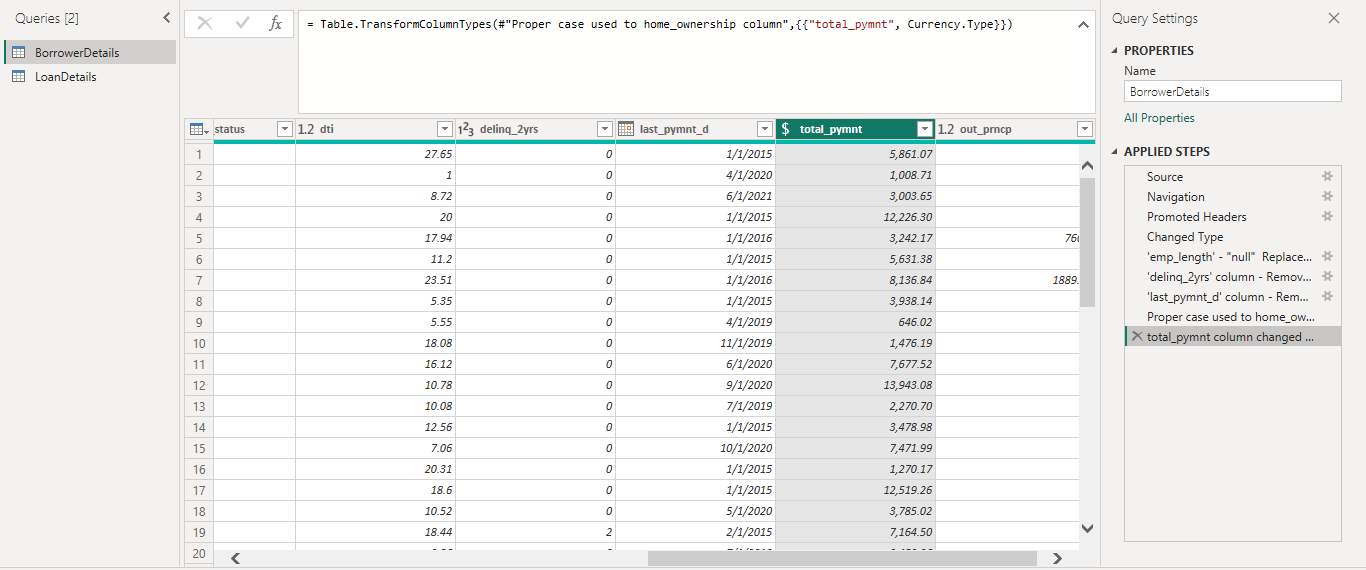 Queries [2]
BorrowerDetails
LoanDetails
fx
= Table.TransformColumnTypes(#"Proper case used to home_ownership column",{{"total_pymnt", Currency.Type}})
status 1.2 dti 1²3 delinq_2yrs last_pymnt_d $ total_pymnt 1.2 out_prncp
1 27.65 0 1/1/2015 5,861.07
2 1 0 4/1/2020 1,008.71
3 8.72 0 6/1/2021 3,003.65
4 20 0 1/1/2015 12,226.30
5 17.94 0 1/1/2016 3,242.17
6 11.2 0 1/1/2015 5,631.38
7 23.51 0 1/1/2016 8,136.84 1889.
8 5.35 0 1/1/2015 3,938.14
9 5.55 0 4/1/2019 646.02
10 18.08 0 11/1/2019 1,476.19
11 16.12 0 6/1/2020 7,677.52
12 10.78 0 9/1/2020 13,943.08
13 10.08 0 7/1/2019 2,270.70
14 12.56 0 1/1/2015 3,478.98
15 7.06 0 10/1/2020 7,471.99
16 20.31 0 1/1/2015 1,270.17
17 18.6 0 1/1/2015 12,519.26
18 10.52 0 5/1/2020 3,785.02
19 18.44 2 2/1/2015 7,164.50
20
Query Settings
PROPERTIES
Name
BorrowerDetails
All Properties
APPLIED STEPS
Source
Navigation
Promoted Headers
Changed Type
'emp_length' - "null" Replace...
'delinq_2yrs' column - Remov...
'last_pymnt_d' column - Rem...
Proper case used to home_ow...
total_pymnt column changed ...